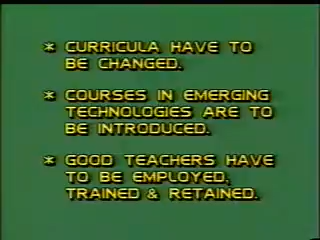 * CURRICULA HAVE TO
BE CHANGED.
* COURSES IN EMERGING
TECHNOLOGIES ARE TO
BE INTRODUCED.
* GOOD TEACHERS HAVE
TO BE EMPLOYED,
TRAINED & RETAINED.